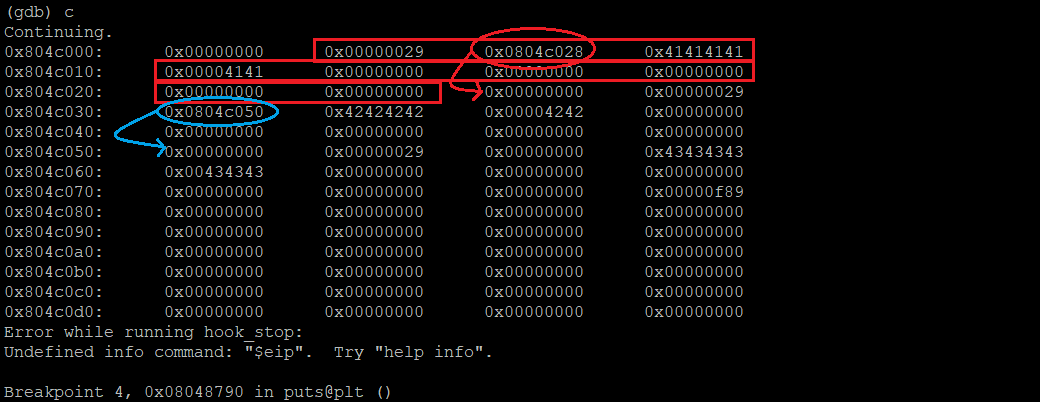 (gdb) c
Continuing.
0x804c000: 0x00000000 0x00000029 0x0804c028 0x41414141
0x804c010: 0x00004141 0x00000000 0x00000000 0x00000000
0x804c020: 0x00000000 0x00000000 0x00000000 0x00000029
0x804c030: 0x0804c050 0x42424242 0x00004242 0x00000000
0x804c040: 0x00000000 0x00000000 0x00000000 0x00000000
0x804c050: 0x00000000 0x00000029 0x00000000 0x43434343
0x804c060: 0x00434343 0x00000000 0x00000000 0x00000000
0x804c070: 0x00000000 0x00000000 0x00000000 0x00000f89
0x804c080: 0x00000000 0x00000000 0x00000000 0x00000000
0x804c090: 0x00000000 0x00000000 0x00000000 0x00000000
0x804c0a0: 0x00000000 0x00000000 0x00000000 0x00000000
0x804c0b0: 0x00000000 0x00000000 0x00000000 0x00000000
0x804c0c0: 0x00000000 0x00000000 0x00000000 0x00000000
0x804c0d0: 0x00000000 0x00000000 0x00000000 0x00000000
Error while running hook_stop:
Undefined info command: "$eip".  Try "help info".
Breakpoint 4, 0x08048790 in puts@plt ()